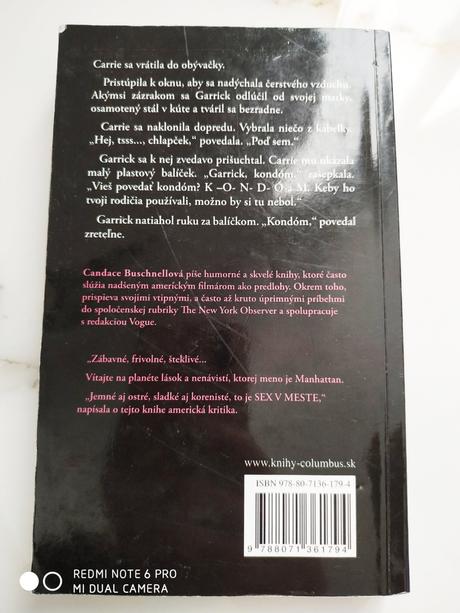 Carrie sa vrátila do obývačky.
Pristúpila k oknu, aby sa nadýchala čerstvého vzduchu.
Akýmsi zázrakom sa Garrick odlúčil od svojej matky,
osamotený stál v kúte a tváril sa bezradne.
Carrie sa naklonila dopredu. Vybrala niečo z kabelky.
„Hej, tsss..., chlapček,“ povedala. „Poď sem.“
Garrick sa k nej zvedavo prišuchtal. Carrie mu ukázala
malý plastový balíček. „Garrick, kondóm,“ zašepkala.
„Vieš povedať kondóm? K –O- N- D- Ó a M. Keby ho
tvoji rodičia používali, možno by si tu nebol.“
Garrick natiahol ruku za balíčkom. „Kondóm,“ povedal
zreteľne.
Candace Buschnellová píše humorné a skvelé knihy, ktoré často
slúžia nadšeným americkým filmárom ako predlohy. Okrem toho,
prispieva svojimi vtipnými, a často až kruto úprimnými príbehmi
do spoločenskej rubriky The New York Observer a spolupracuje
s redakciou Vogue.
„Zábavné, frivolné, šteklivé...
Vitajte na planéte lások a nenávistí, ktorej meno je Manhattan.
„Jemné aj ostré, sladké aj korenisté, to je SEX V MESTE,“
napísala o tejto knihe americká kritika.
www.knihy-columbus.sk
ISBN 978-80-7136-179-4
9 788071 361794
REDMI NOTE 6 PRO
MI DUAL CAMERA